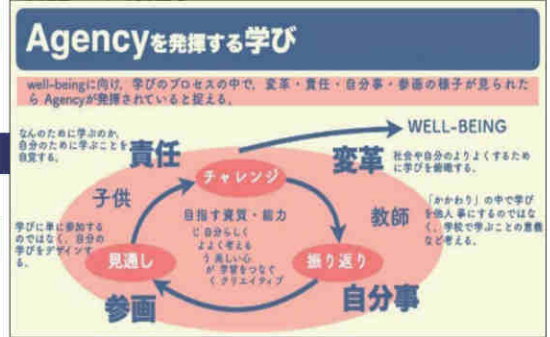 Agencyを発揮する学び
well-beingに向け、学びのプロセスの中で、変革・責任・自分事・参画の様子が見られた
ら Agencyが発揮されていると捉える。
なんのために学ぶのか、
自分のために学ぶことを
自覚する。
責任
WELL-BEING
変革
社会や自分のよりよくするため
に学びを俯瞰する。
チャレンジ
子供
教師
学びに単に参加する
のではなく、自分の
学びをデザインす
る。
目指す資質・能力
じ 自分らしく
よよく考える
う 美しい心
が 学習をつなぐ
く クリエイティブ
「かかわり」の中で学び
を他人 事にするのではな
く、学校で学ぶことの意義
など考える。
見通し
振り返り
参画
自分事